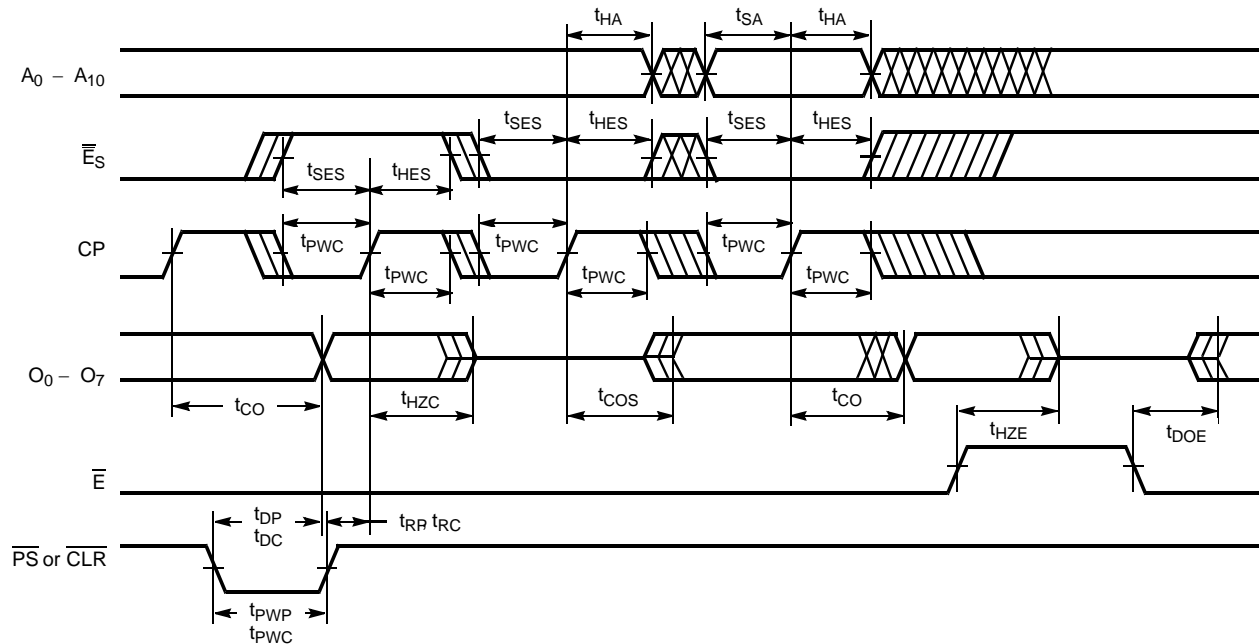 tHA tSA tHA
A0 – A10
tSES tHES tSES tHES
ES
tSES tHES
CP
tPWC tPWC tPWC
tPWC tPWC tPWC
O0 – O7
tCO tHZC tCOS tCO
tHZE tDOE
E
tDP tRP, tRC
tDC
PS or CLR
tPWP
tPWC